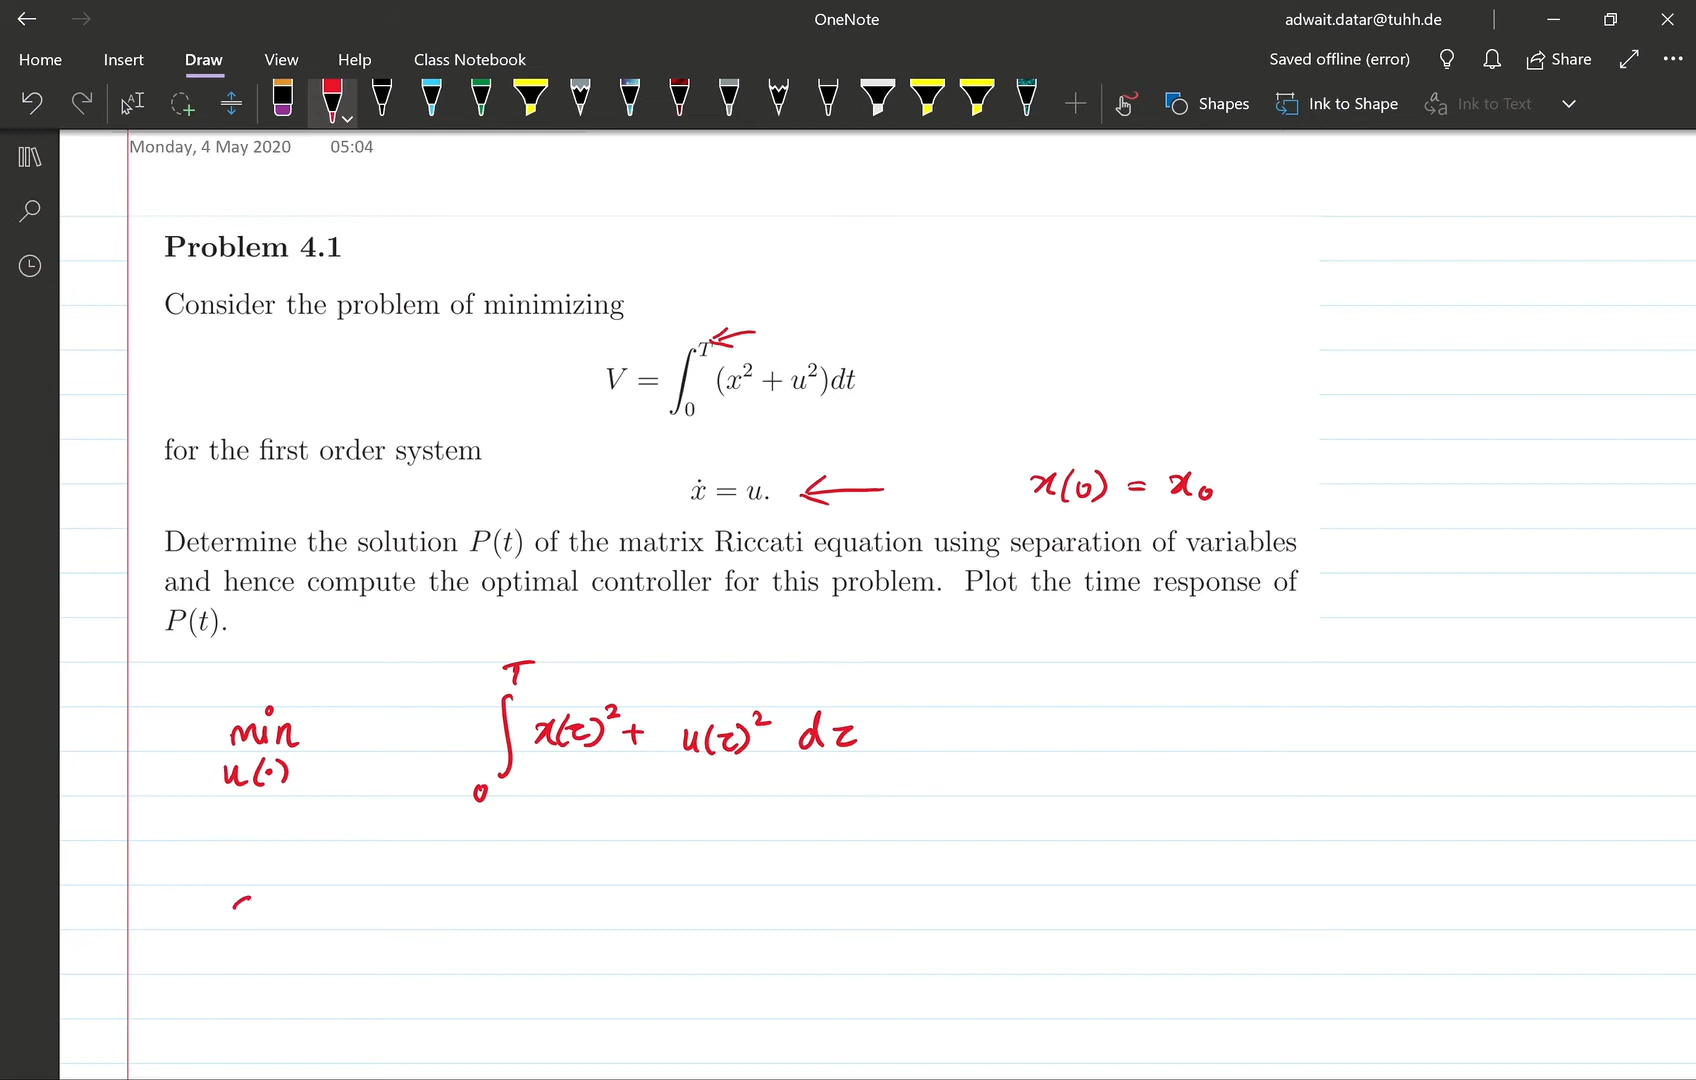 OneNote
adwait.datar@tuhh.de
Home Insert Draw View Help Class Notebook
Saved offline (error) Share
Shapes Ink to Shape Ink to Text
Monday, 4 May 2020 05:04
Problem 4.1
Consider the problem of minimizing
V = ∫₀ᵀ (x² + u²)dt
for the first order system
ẋ = u. ← x(0) = x₀
Determine the solution P(t) of the matrix Riccati equation using separation of variables
and hence compute the optimal controller for this problem. Plot the time response of
P(t).
min ∫₀ᵀ x(τ)² + u(τ)² dτ
u(·)